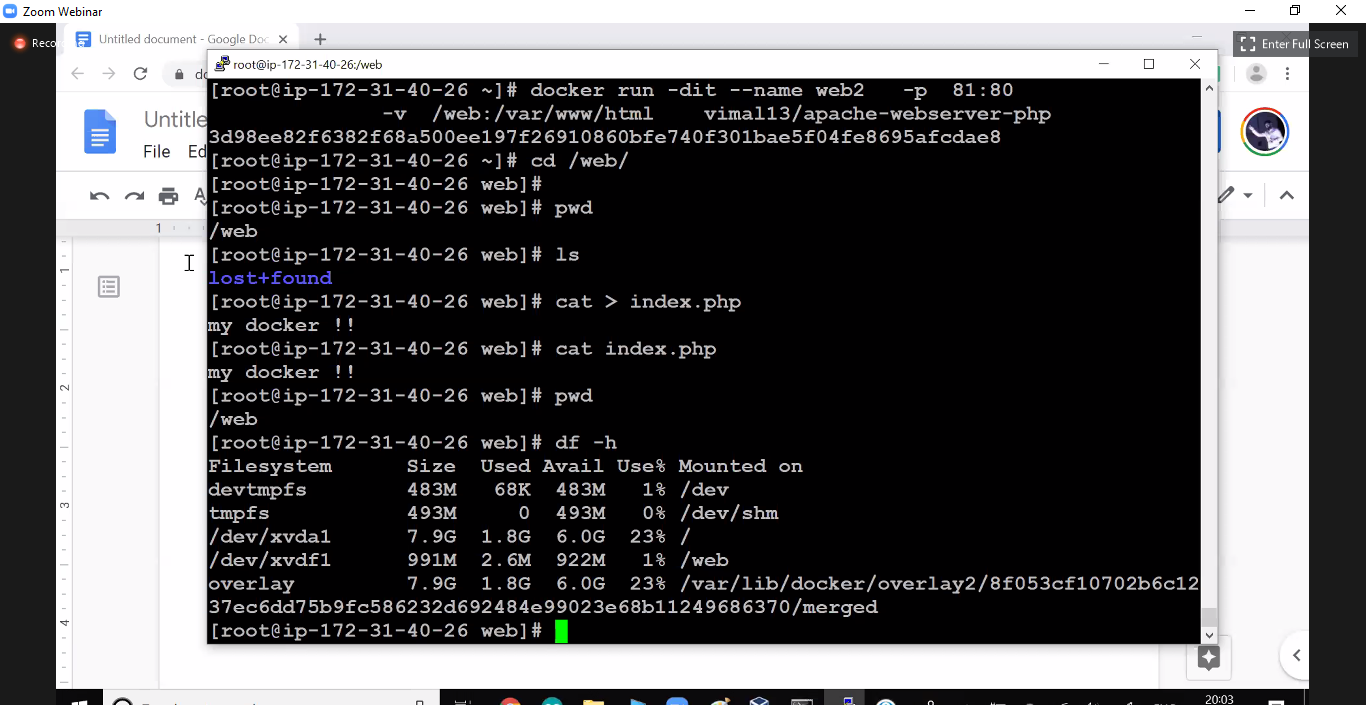 Zoom Webinar
Untitled document - Google Doc
Enter Full Screen
root@ip-172-31-40-26:/web
File
[root@ip-172-31-40-26 ~]# docker run -dit --name web2 -p 81:80
-v /web:/var/www/html vimal13/apache-webserver-php
3d98ee82f6382f68a500ee197f26910860bfe740f301bae5f04fe8695afcdae8
[root@ip-172-31-40-26 ~]# cd /web/
[root@ip-172-31-40-26 web]#
[root@ip-172-31-40-26 web]# pwd
/web
[root@ip-172-31-40-26 web]# ls
lost+found
[root@ip-172-31-40-26 web]# cat > index.php
my docker !!
[root@ip-172-31-40-26 web]# cat index.php
my docker !!
[root@ip-172-31-40-26 web]# pwd
/web
[root@ip-172-31-40-26 web]# df -h
Filesystem Size Used Avail Use% Mounted on
devtmpfs 483M 68K 483M 1% /dev
tmpfs 493M 0 493M 0% /dev/shm
/dev/xvda1 7.9G 1.8G 6.0G 23% /
/dev/xvdf1 991M 2.6M 922M 1% /web
overlay 7.9G 1.8G 6.0G 23% /var/lib/docker/overlay2/8f053cf10702b6c12
37ec6dd75b9fc586232d692484e99023e68b11249686370/merged
[root@ip-172-31-40-26 web]#
1
1
2
3
4
20:03